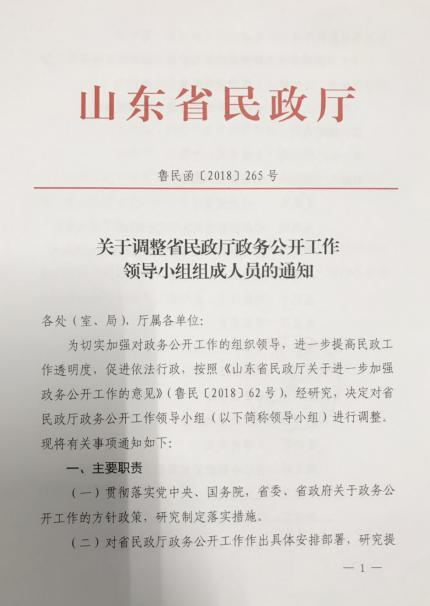 山东省民政厅
鲁民函〔2018〕265号
关于调整省民政厅政务公开工作
领导小组组成人员的通知
各处（室、局），厅属各单位：
为切实加强对政务公开工作的组织领导，进一步提高民政工
作透明度，促进依法行政，按照《山东省民政厅关于进一步加强
政务公开工作的意见》（鲁民〔2018〕62号），经研究，决定对省
民政厅政务公开工作领导小组（以下简称领导小组）进行调整。
现将有关事项通知如下：
一、主要职责
（一）贯彻落实党中央、国务院，省委、省政府关于政务公
开工作的方针政策，研究制定落实措施。
（二）对省民政厅政务公开工作作出具体安排部署，研究提
— 1 —